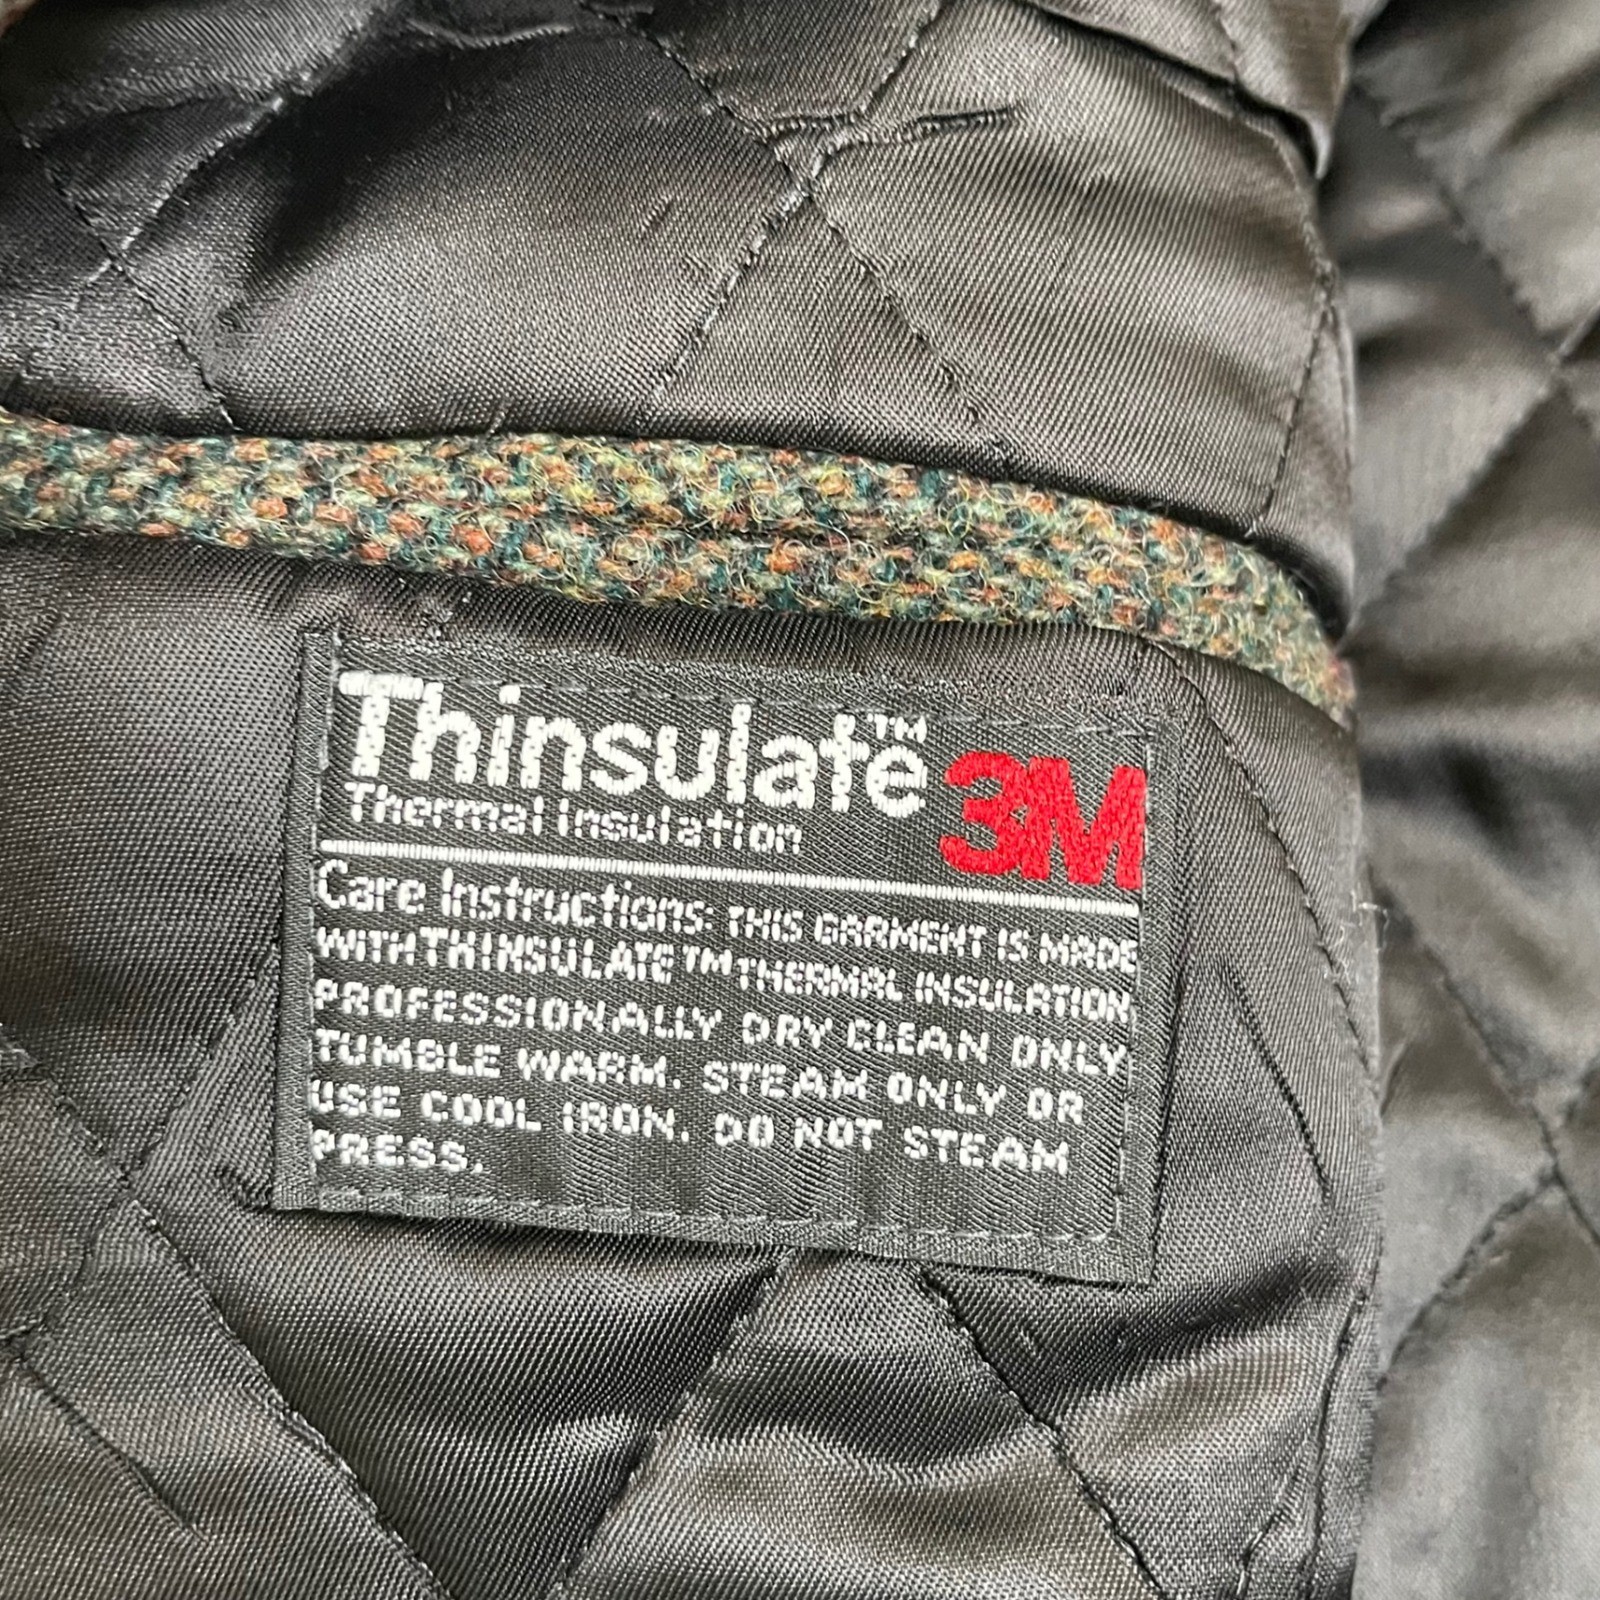 Thinsulate™
3M
Thermal Insulation
Care Instructions: THIS GARMENT IS MADE
WITH THINSULATE™ THERMAL INSULATION
PROFESSIONALLY DRY CLEAN ONLY
TUMBLE WARM. STEAM ONLY OR
USE COOL IRON. DO NOT STEAM
PRESS.